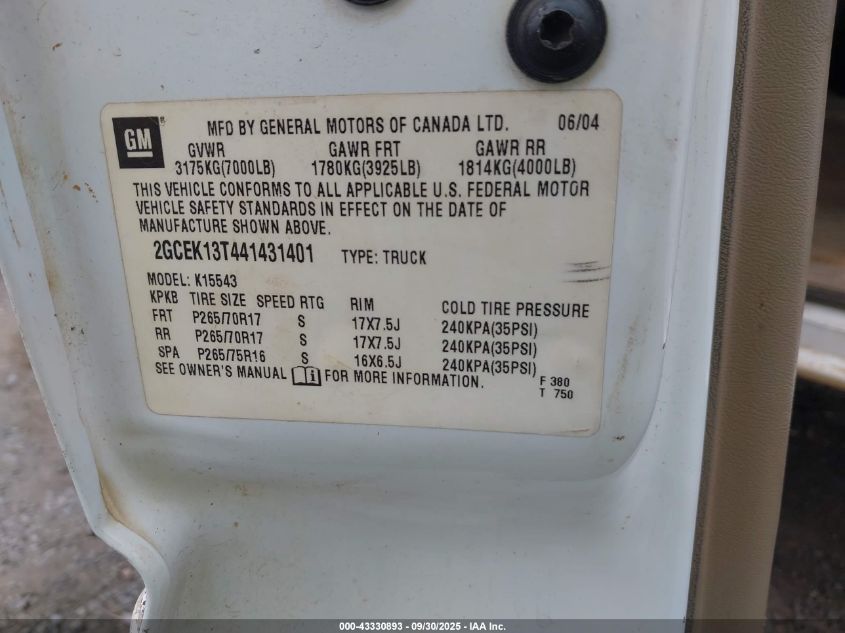 GM
MFD BY GENERAL MOTORS OF CANADA LTD. 06/04
GVWR GAWR FRT GAWR RR
3175KG(7000LB) 1780KG(3925LB) 1814KG(4000LB)
THIS VEHICLE CONFORMS TO ALL APPLICABLE U.S. FEDERAL MOTOR
VEHICLE SAFETY STANDARDS IN EFFECT ON THE DATE OF
MANUFACTURE SHOWN ABOVE.
2GCEK13T441431401 TYPE: TRUCK
MODEL: K15543
KPKB TIRE SIZE SPEED RTG RIM COLD TIRE PRESSURE
FRT P265/70R17 S 17X7.5J 240KPA(35PSI)
RR P265/70R17 S 17X7.5J 240KPA(35PSI)
SPA P265/75R16 S 16X6.5J 240KPA(35PSI)
SEE OWNER'S MANUAL i FOR MORE INFORMATION. F 380
T 750
000-43330893 - 09/30/2025 - IAA Inc.